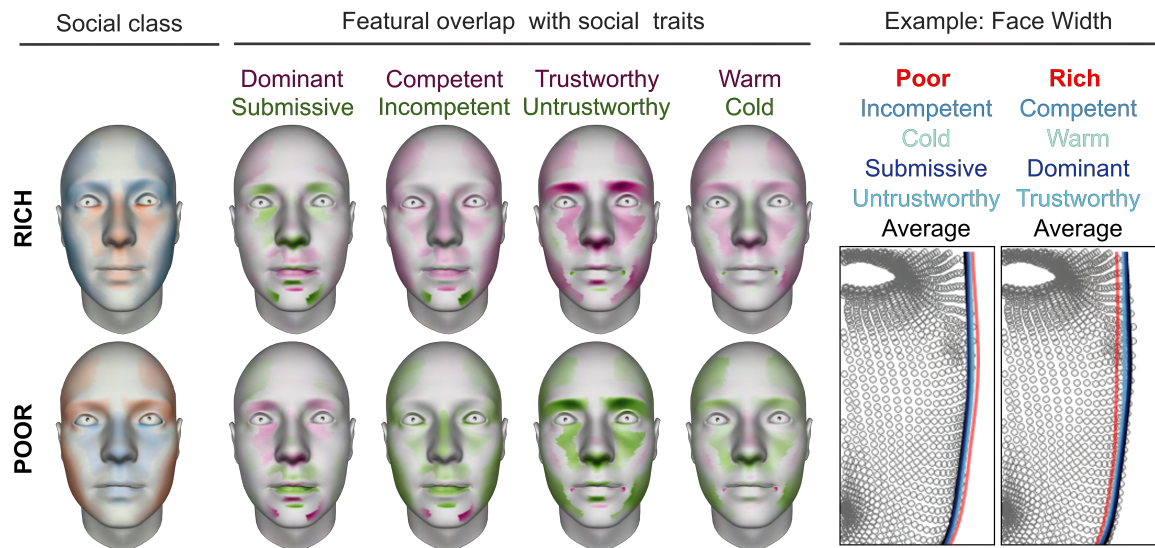 Social class
Featural overlap with social traits
Example: Face Width
Dominant
Submissive
Competent
Incompetent
Trustworthy
Untrustworthy
Warm
Cold
Poor
Incompetent
Cold
Submissive
Untrustworthy
Average
Rich
Competent
Warm
Dominant
Trustworthy
Average
RICH
POOR